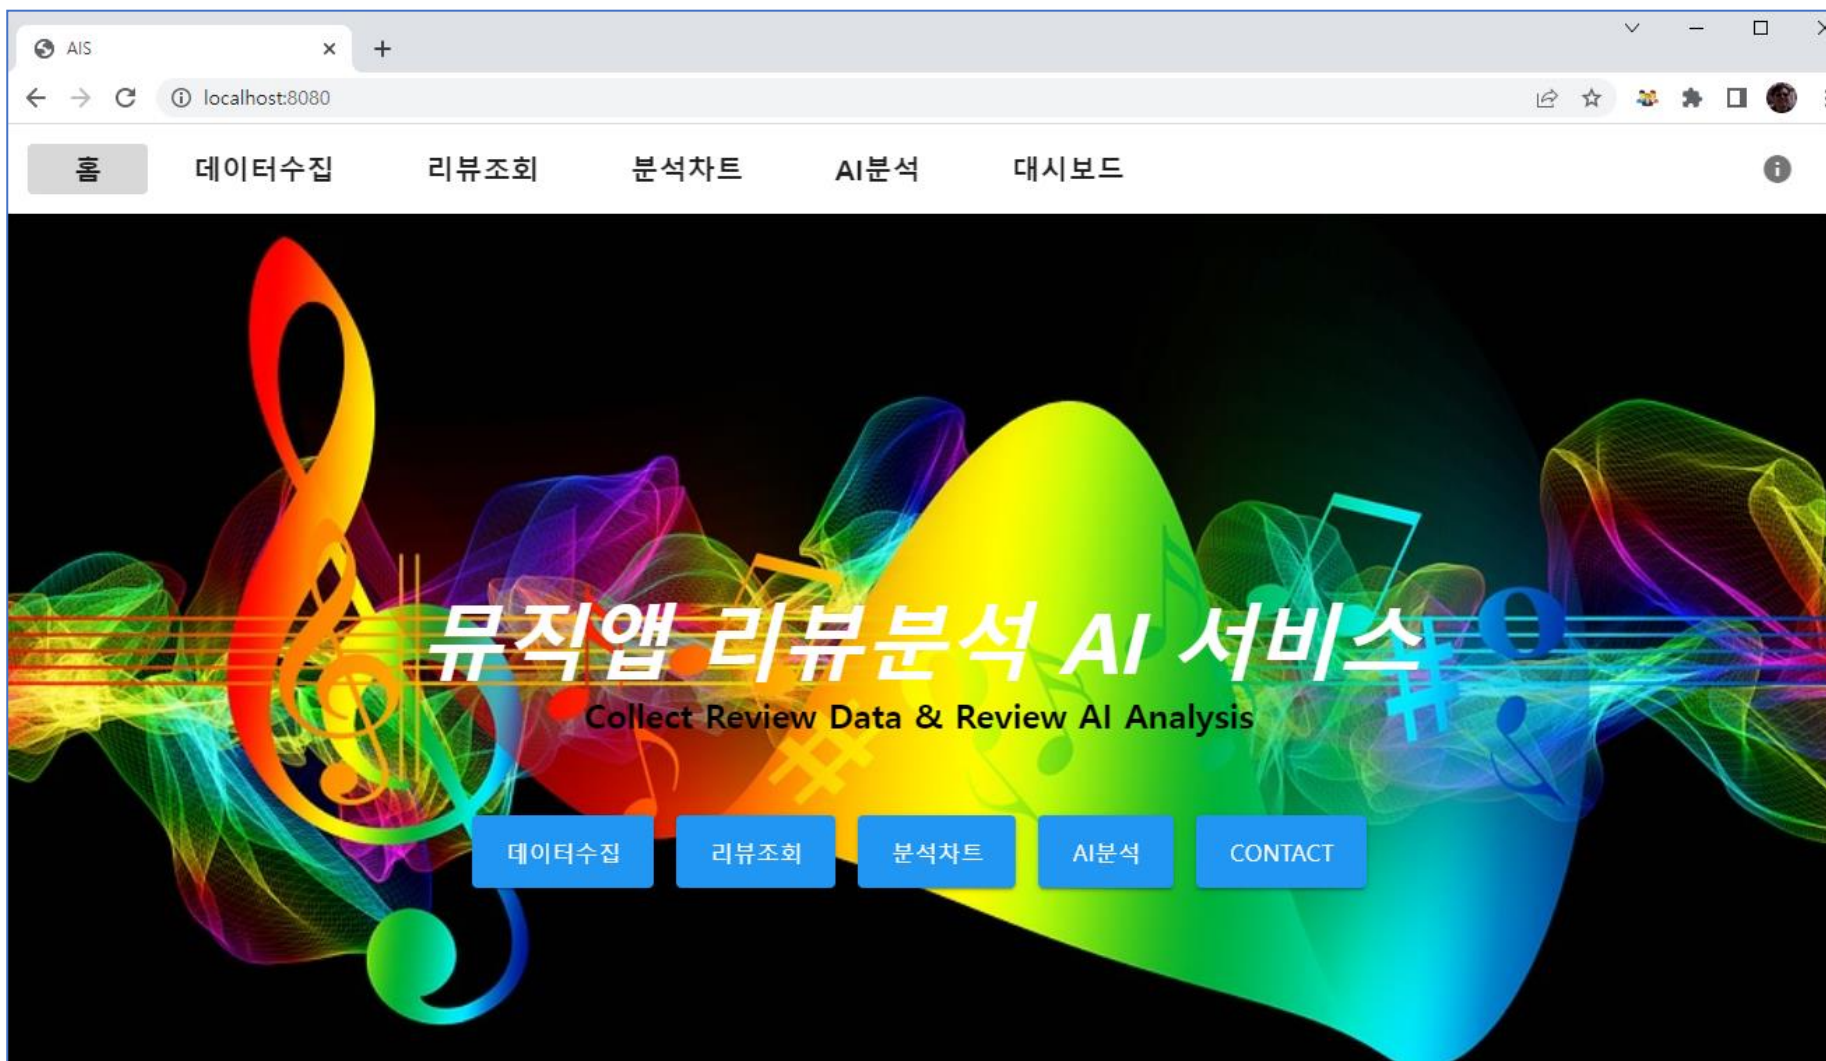 AIS
localhost:8080
홈 데이터수집 리뷰조회 분석차트 AI분석 대시보드
뮤직앱 리뷰분석 AI 서비스
Collect Review Data & Review AI Analysis
데이터수집 리뷰조회 분석차트 AI분석 CONTACT